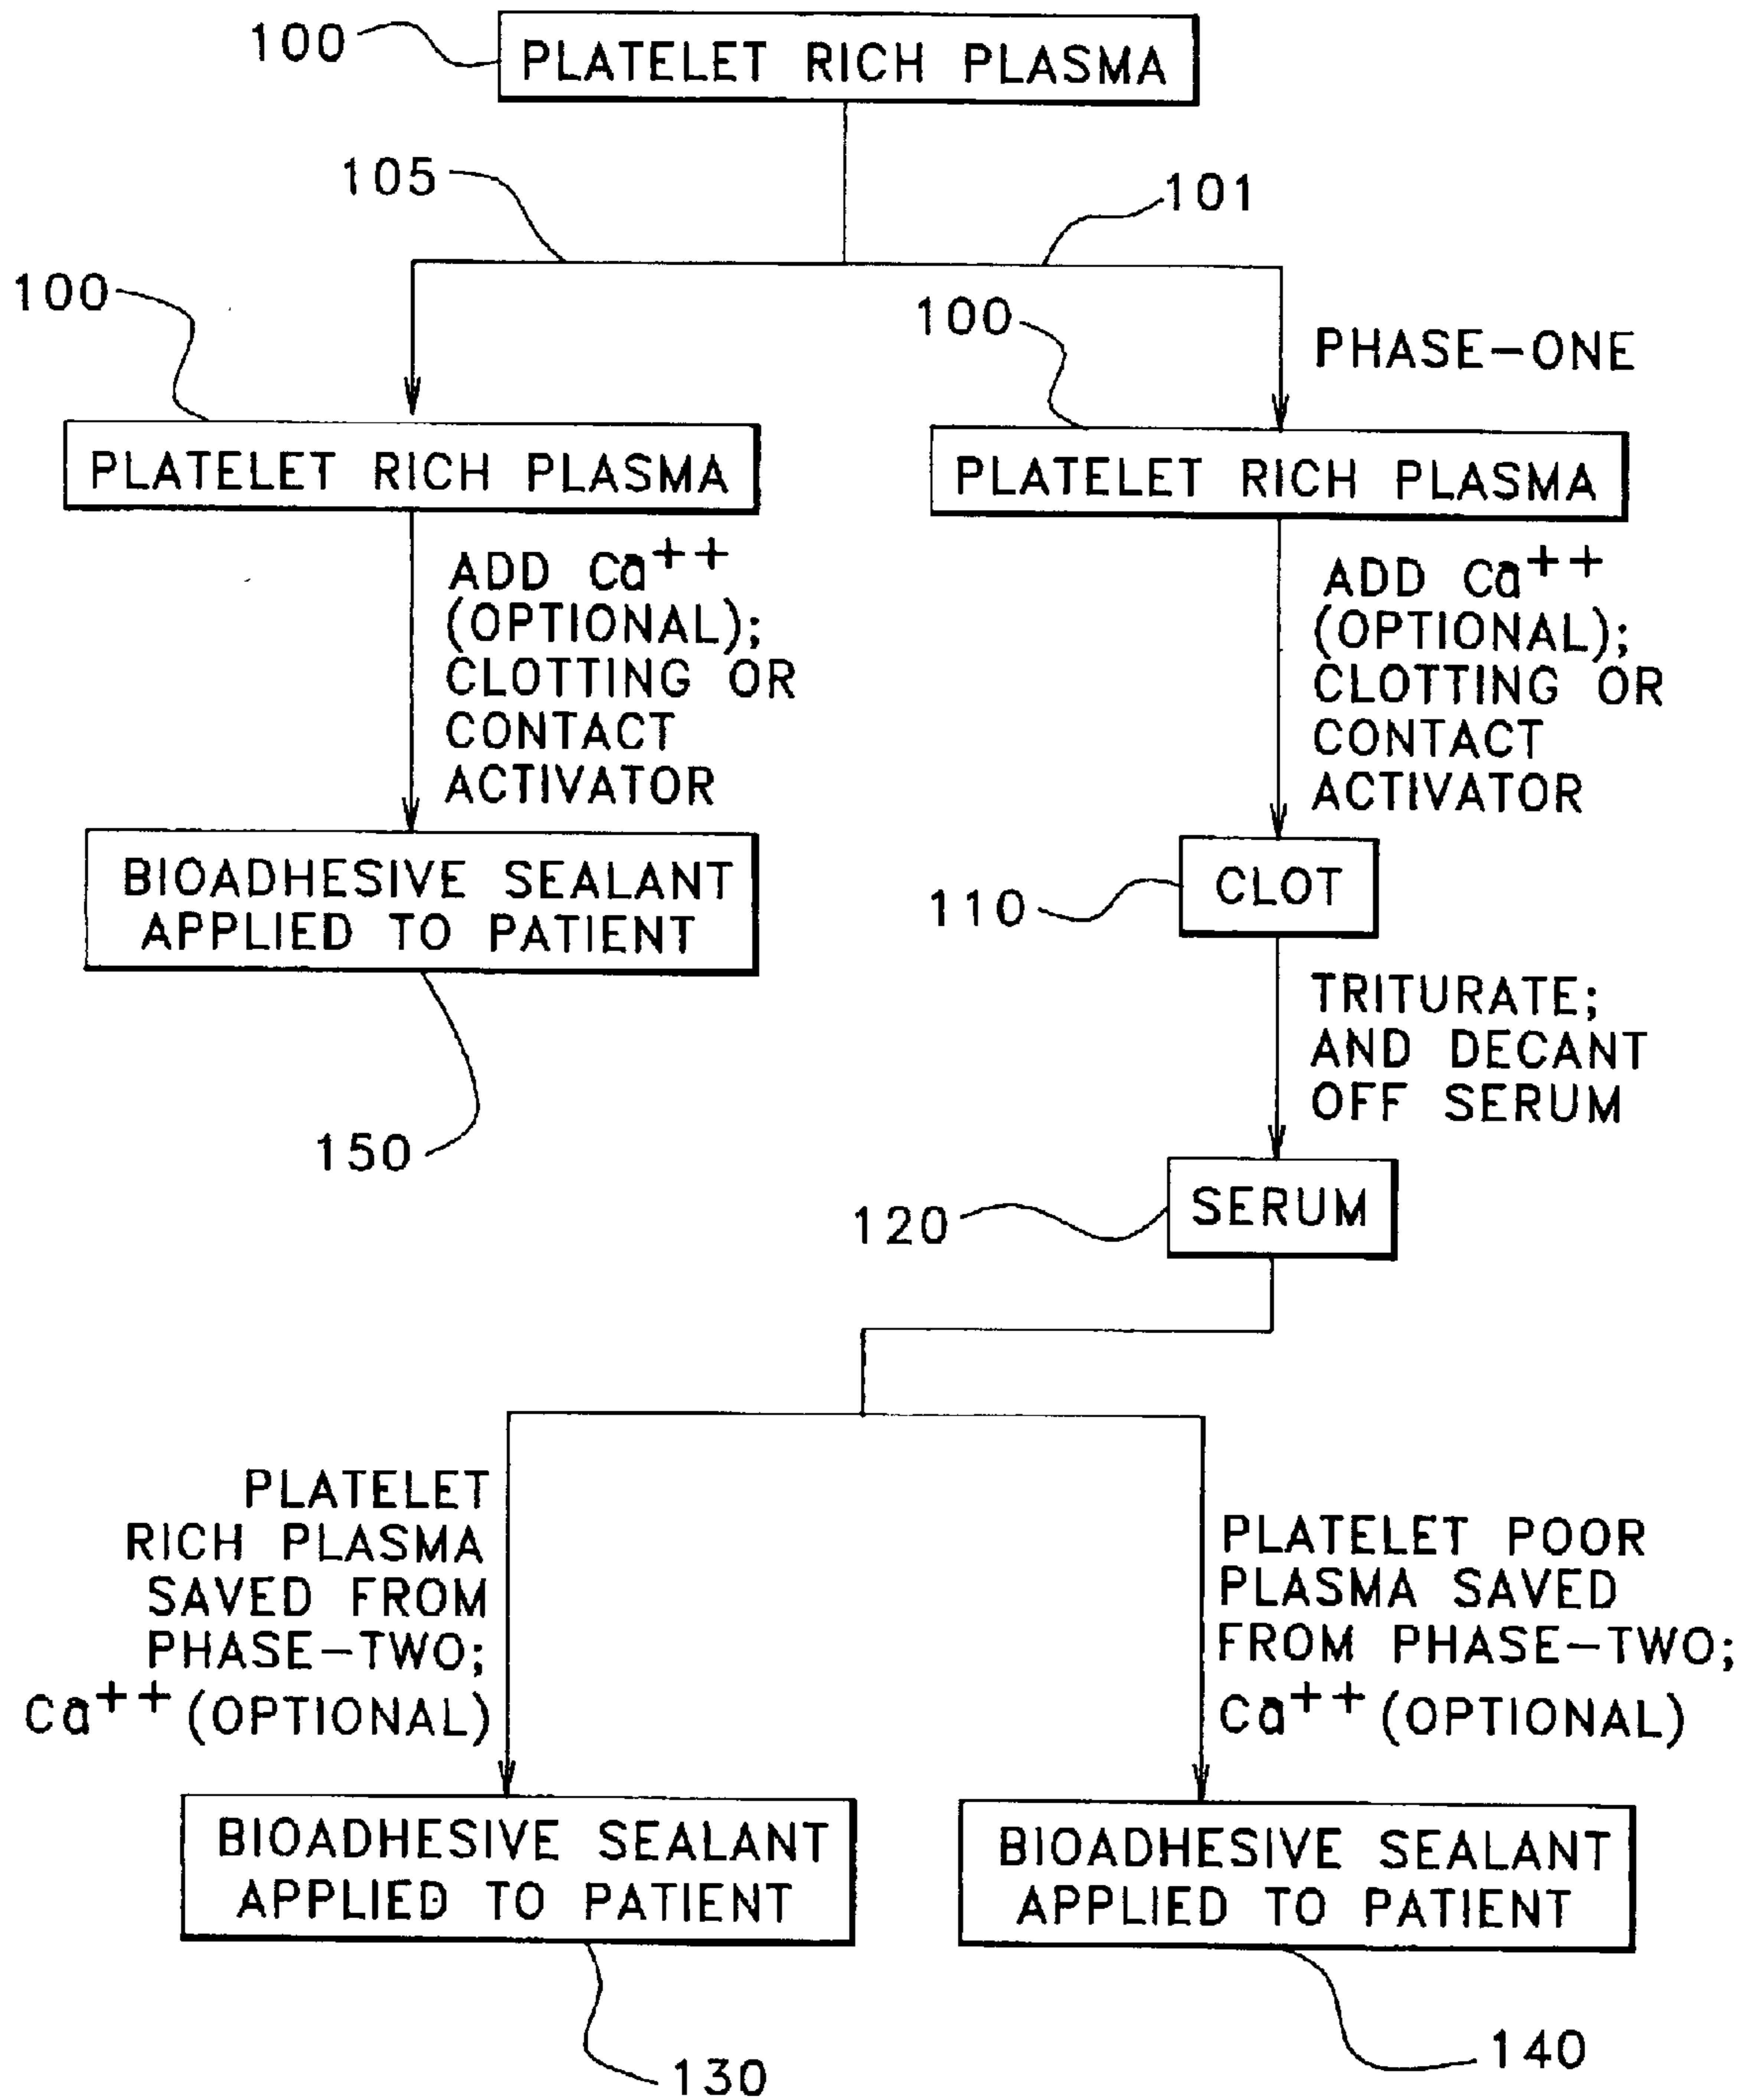 100
PLATELET RICH PLASMA
105
101
100
100
PHASE-ONE
PLATELET RICH PLASMA
PLATELET RICH PLASMA
ADD Ca++
(OPTIONAL);
CLOTTING OR
CONTACT
ACTIVATOR
ADD Ca++
(OPTIONAL);
CLOTTING OR
CONTACT
ACTIVATOR
BIOADHESIVE SEALANT
APPLIED TO PATIENT
150
110
CLOT
TRITURATE;
AND DECANT
OFF SERUM
120
SERUM
PLATELET
RICH PLASMA
SAVED FROM
PHASE-TWO;
Ca++ (OPTIONAL)
PLATELET POOR
PLASMA SAVED
FROM PHASE-TWO;
Ca++ (OPTIONAL)
BIOADHESIVE SEALANT
APPLIED TO PATIENT
130
BIOADHESIVE SEALANT
APPLIED TO PATIENT
140